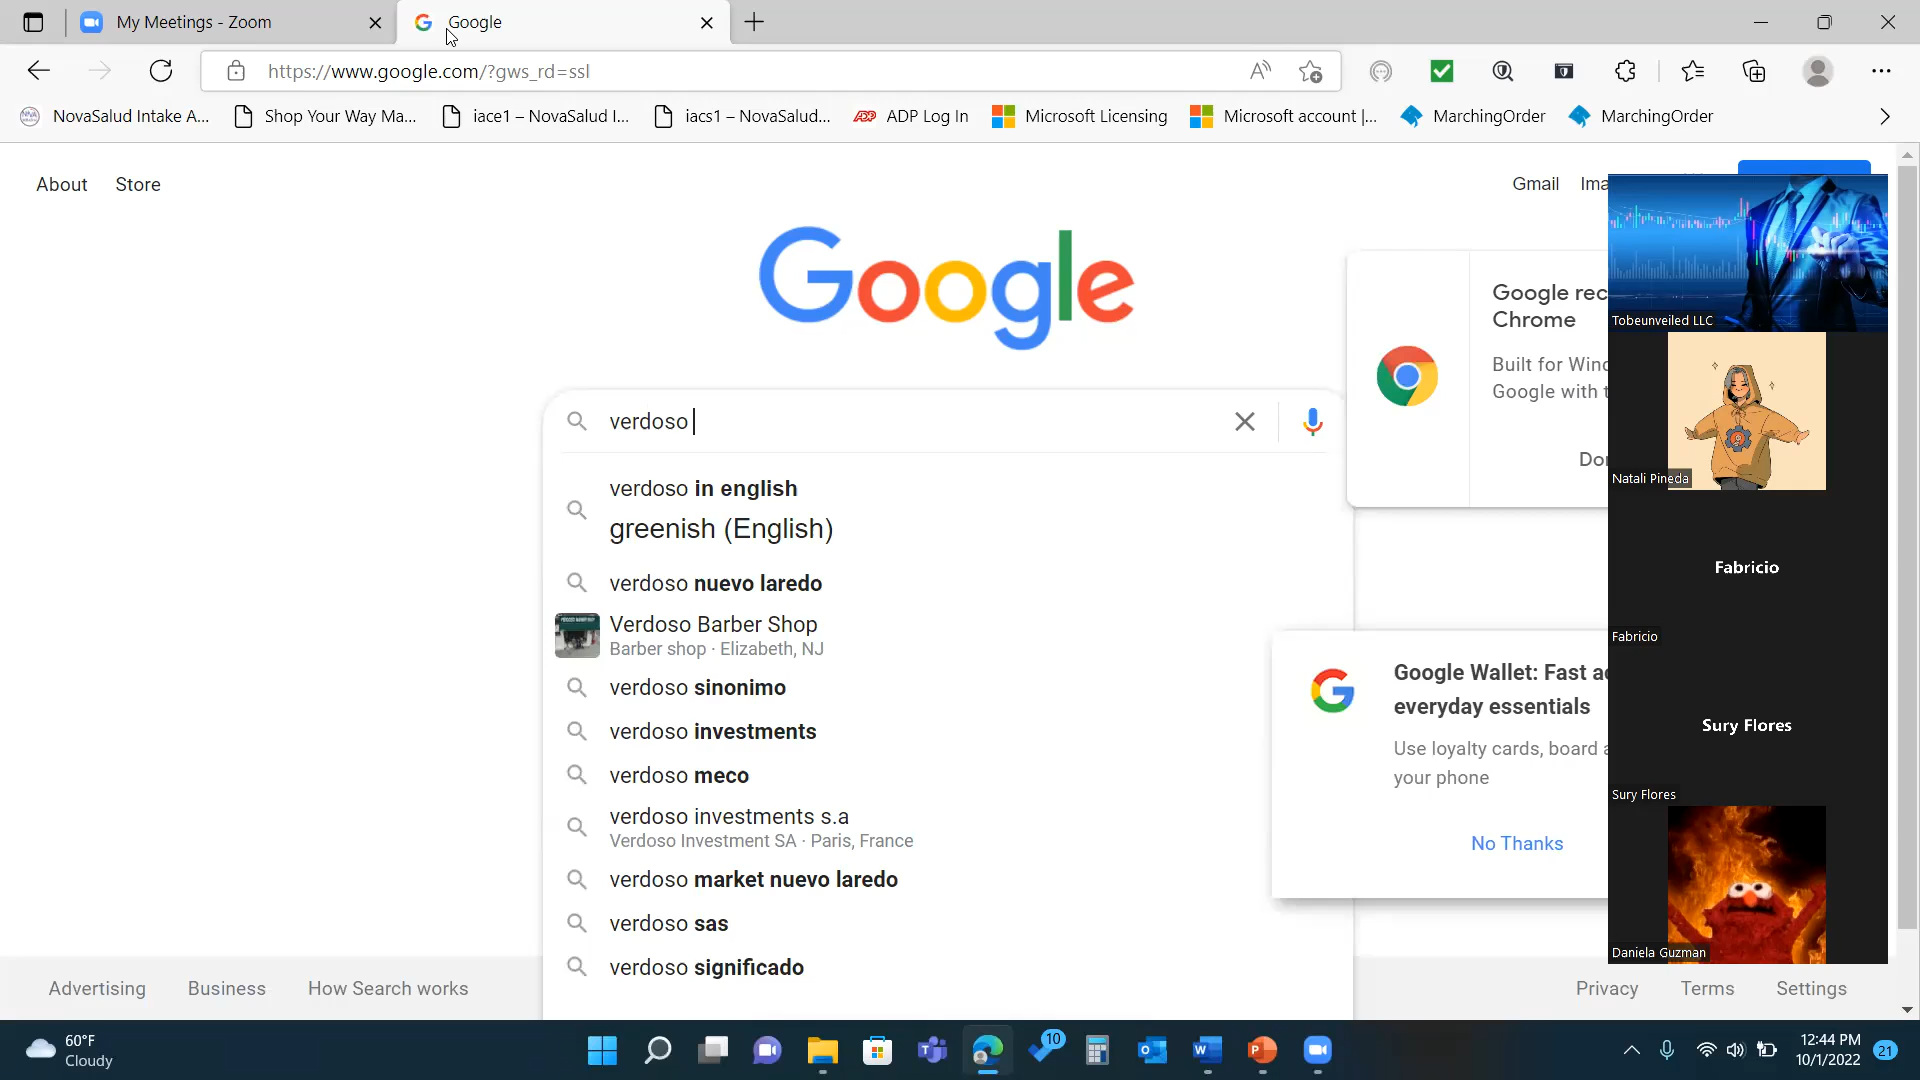 My Meetings - Zoom
Google
https://www.google.com/?gws_rd=ssl
NovaSalud Intake A...
Shop Your Way Ma...
iace1 – NovaSalud I...
iacs1 – NovaSalud...
ADP Log In
Microsoft Licensing
Microsoft account |...
MarchingOrder
MarchingOrder
About
Store
Gmail
Ima
Google
Google rec
Chrome
Built for Wind
Google with t
Don
verdoso
verdoso in english
greenish (English)
verdoso nuevo laredo
Verdoso Barber Shop
Barber shop · Elizabeth, NJ
verdoso sinonimo
verdoso investments
verdoso meco
verdoso investments s.a
Verdoso Investment SA · Paris, France
verdoso market nuevo laredo
verdoso sas
verdoso significado
Google Wallet: Fast ac
everyday essentials
Use loyalty cards, board a
your phone
No Thanks
Tobeunveiled LLC
Natali Pineda
Fabricio
Fabricio
Sury Flores
Sury Flores
Daniela Guzman
Advertising
Business
How Search works
Privacy
Terms
Settings
60°F
Cloudy
10
12:44 PM
10/1/2022
21